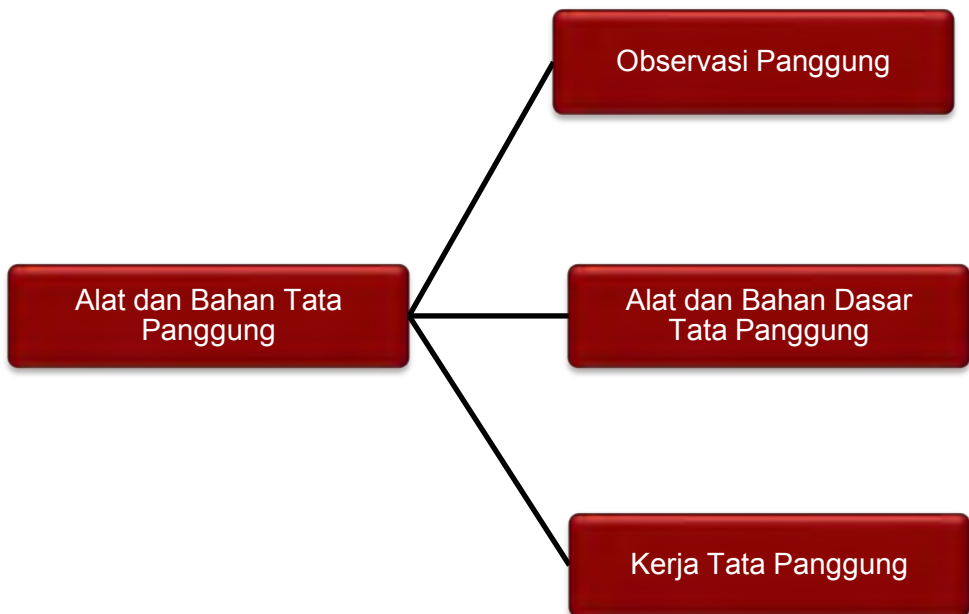 Observasi Panggung
Alat dan Bahan Tata
Panggung
Alat dan Bahan Dasar
Tata Panggung
Kerja Tata Panggung